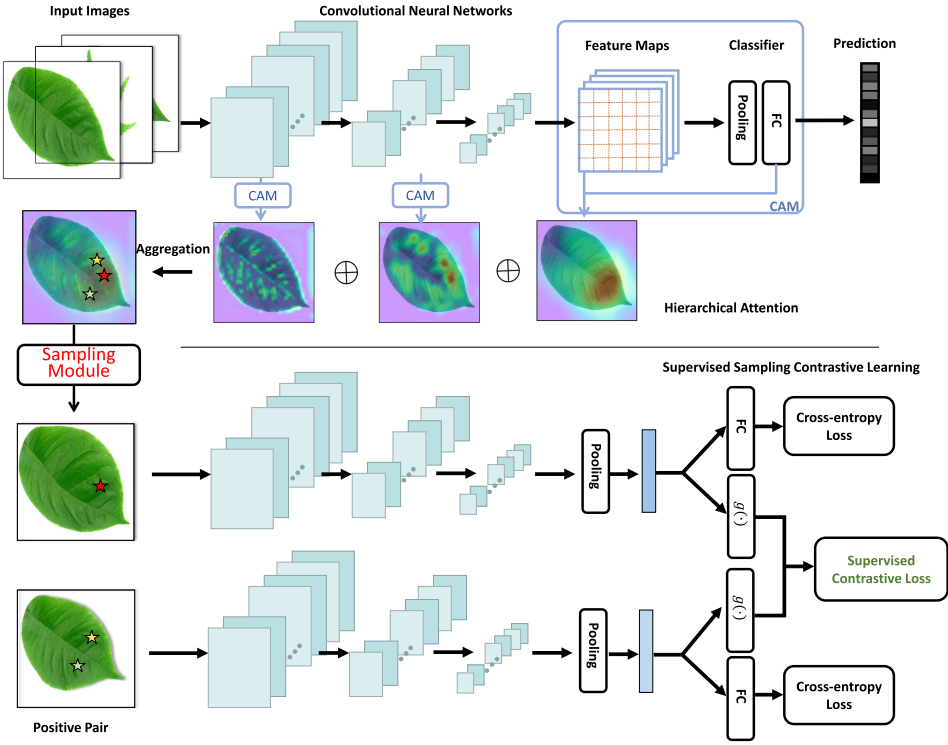 Input Images
Convolutional Neural Networks
Feature Maps
Classifier
Prediction
Pooling
FC
CAM
CAM
CAM
Aggregation
Hierarchical Attention
Sampling
Module
Supervised Sampling Contrastive Learning
Pooling
FC
Cross-entropy
Loss
g(·)
Supervised
Contrastive Loss
g(·)
Pooling
FC
Cross-entropy
Loss
Positive Pair